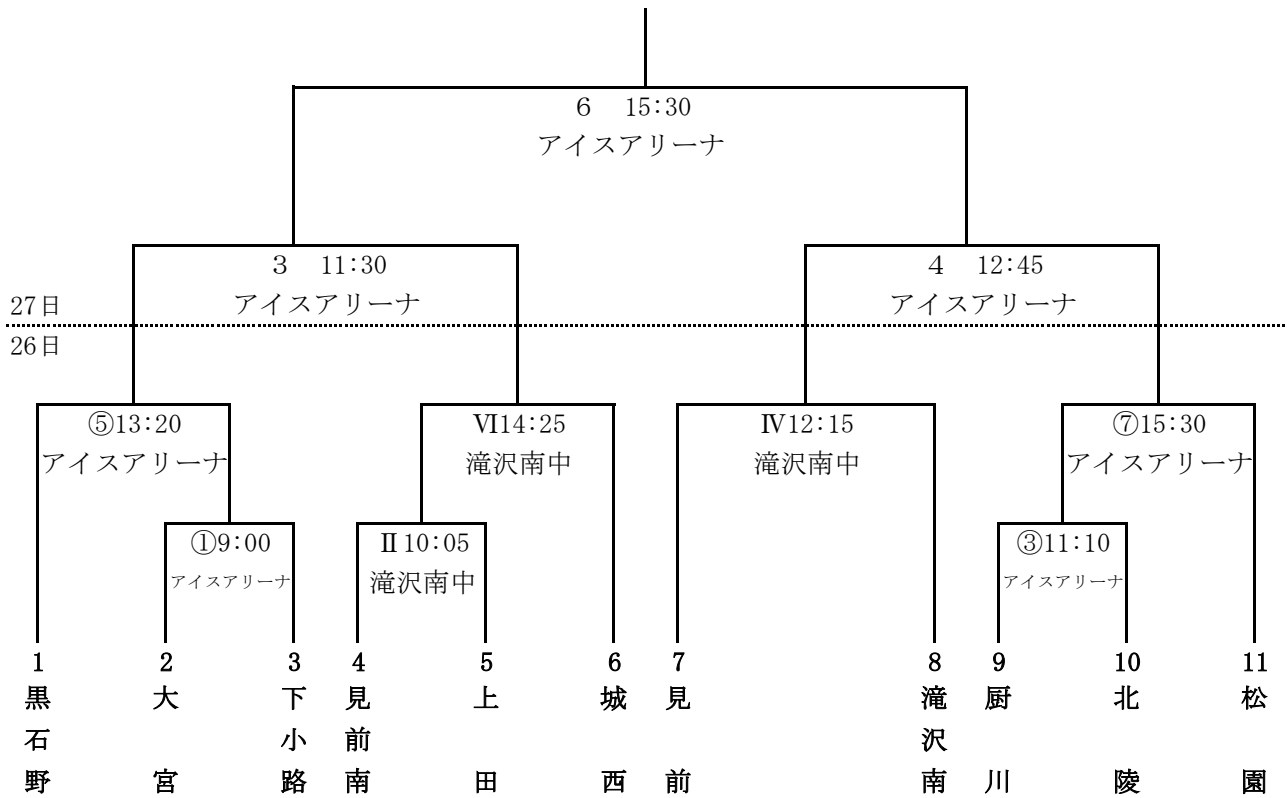 6 15:30
アイスアリーナ
3 11:30
アイスアリーナ
4 12:45
アイスアリーナ
27日
26日
⑤13:20
アイスアリーナ
Ⅵ14:25
滝沢南中
Ⅳ12:15
滝沢南中
⑦15:30
アイスアリーナ
①9:00
アイスアリーナ
Ⅱ10:05
滝沢南中
③11:10
アイスアリーナ
1
黒石野
2
大宮
3
下小路
4
見前南
5
上田
6
城西
7
見前
8
滝沢南
9
厨川
10
北陵
11
松園